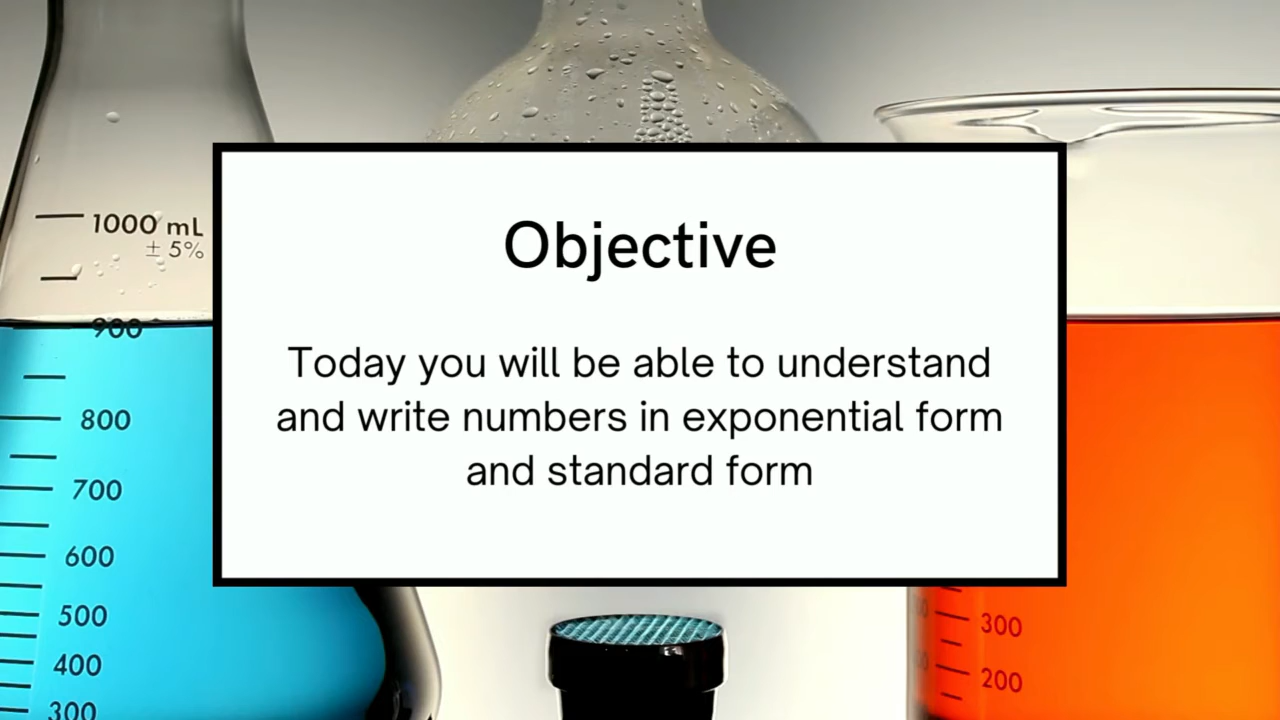 1000 mL
± 5%
900
800
700
600
500
400
300
Objective
Today you will be able to understand
and write numbers in exponential form
and standard form
300
200